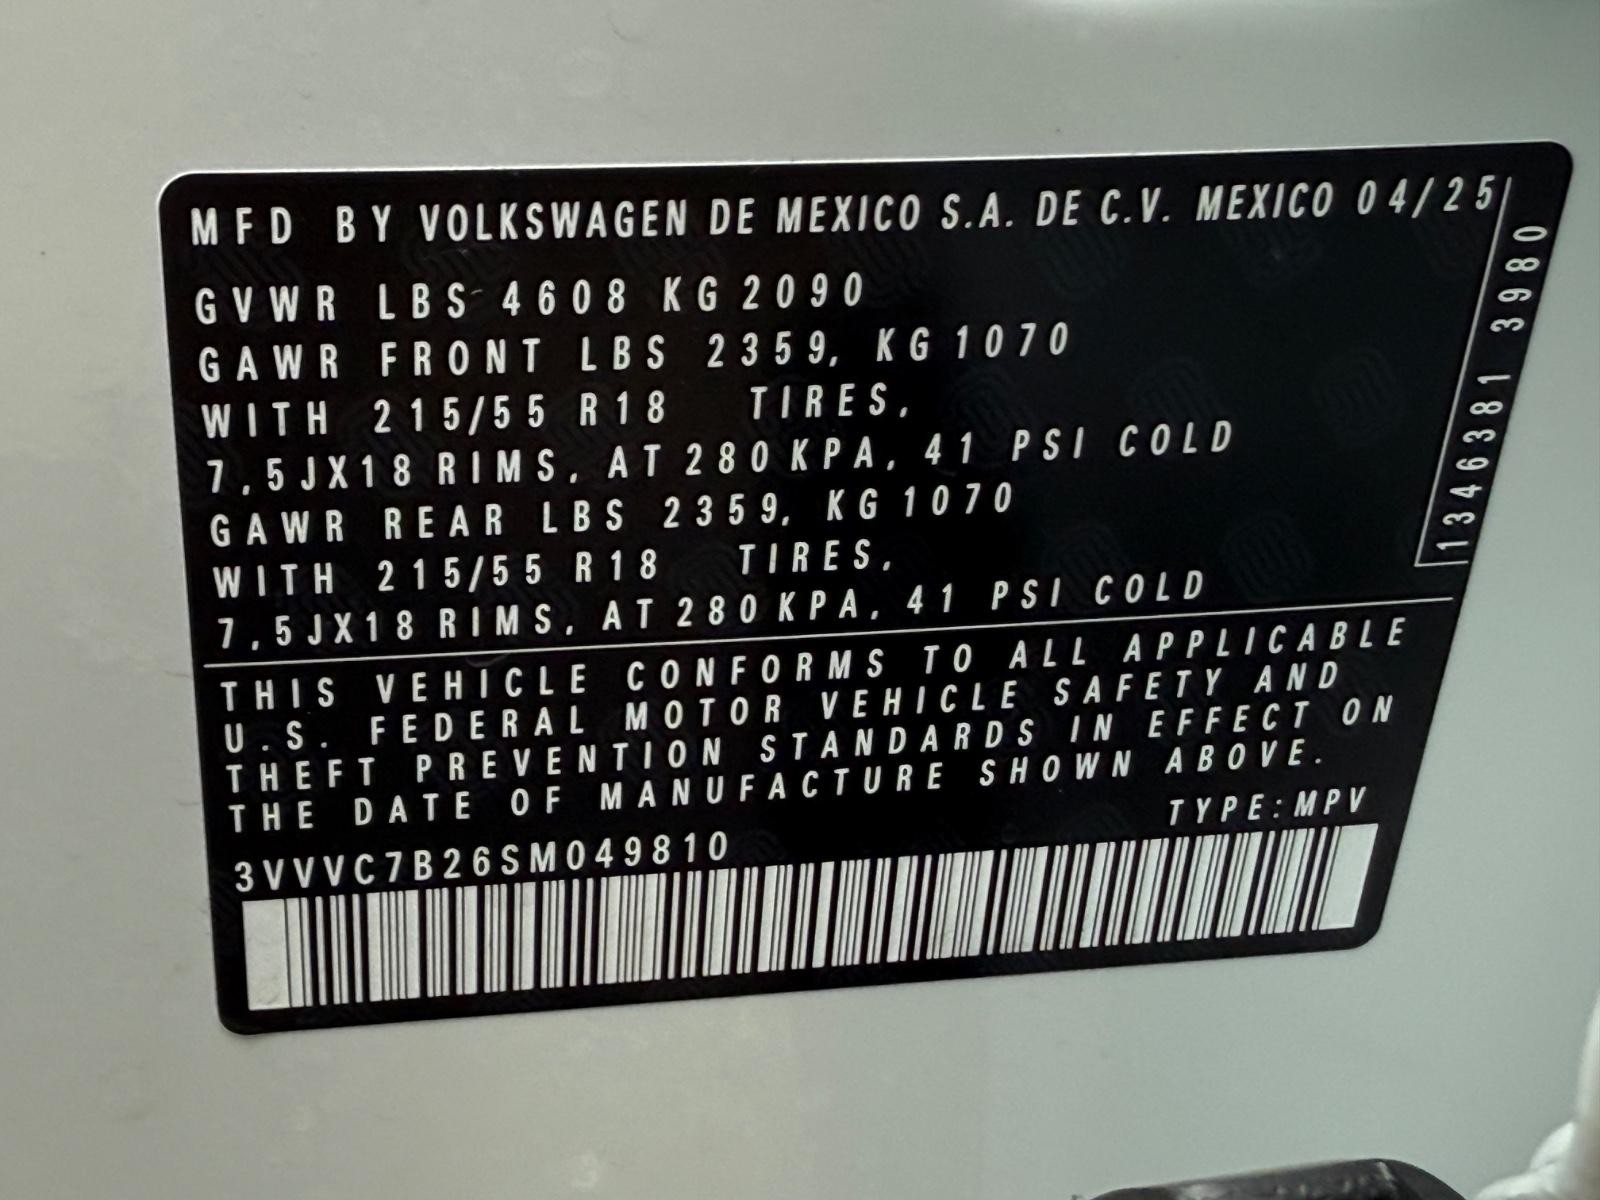 MFD BY VOLKSWAGEN DE MEXICO S.A. DE C.V. MEXICO 04/25
GVWR LBS 4608 KG 2090
GAWR FRONT LBS 2359, KG 1070
WITH 215/55 R18 TIRES,
7,5JX18 RIMS, AT 280 KPA, 41 PSI COLD
GAWR REAR LBS 2359, KG 1070
WITH 215/55 R18 TIRES,
7,5JX18 RIMS, AT 280 KPA, 41 PSI COLD
1346381 3980
THIS VEHICLE CONFORMS TO ALL APPLICABLE
U.S. FEDERAL MOTOR VEHICLE SAFETY AND
THEFT PREVENTION STANDARDS IN EFFECT ON
THE DATE OF MANUFACTURE SHOWN ABOVE.
TYPE:MPV
3VVVC7B26SM049810